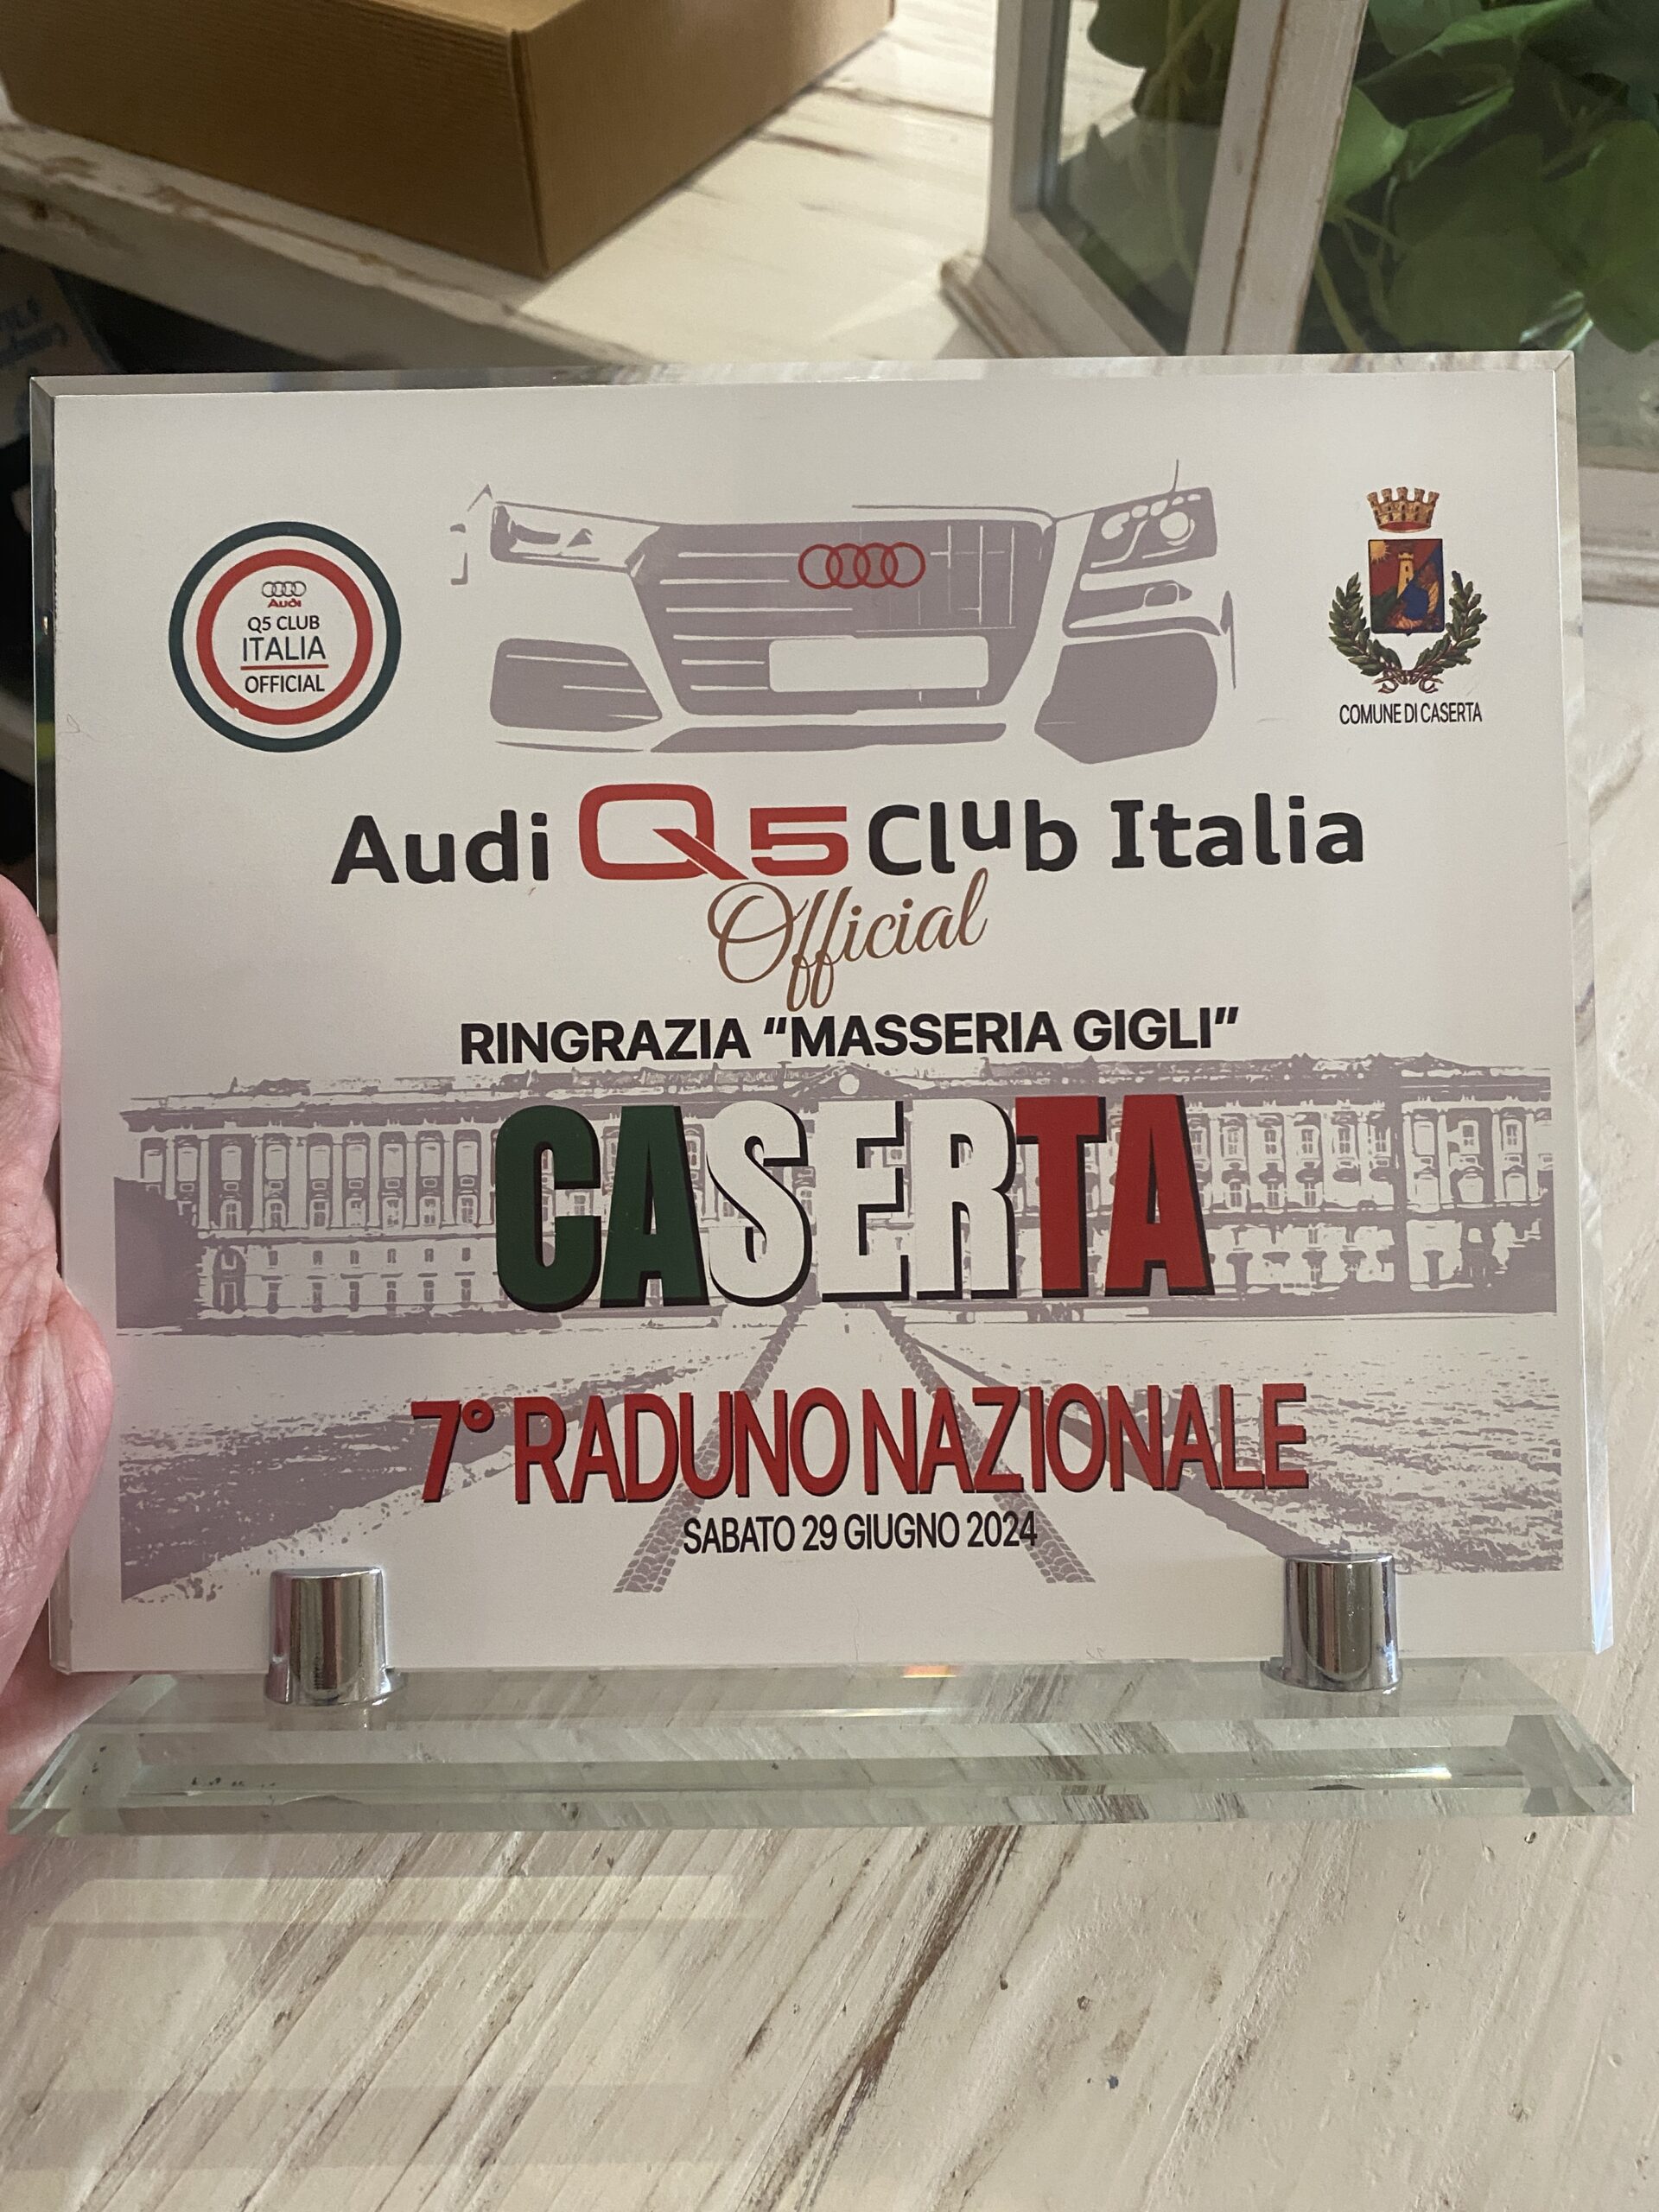 Audi
Q5 CLUB
ITALIA
OFFICIAL
COMUNE DI CASERTA
Audi Q5 Club Italia
Official
RINGRAZIA “MASSERIA GIGLI”
CASERTA
7° RADUNO NAZIONALE
SABATO 29 GIUGNO 2024